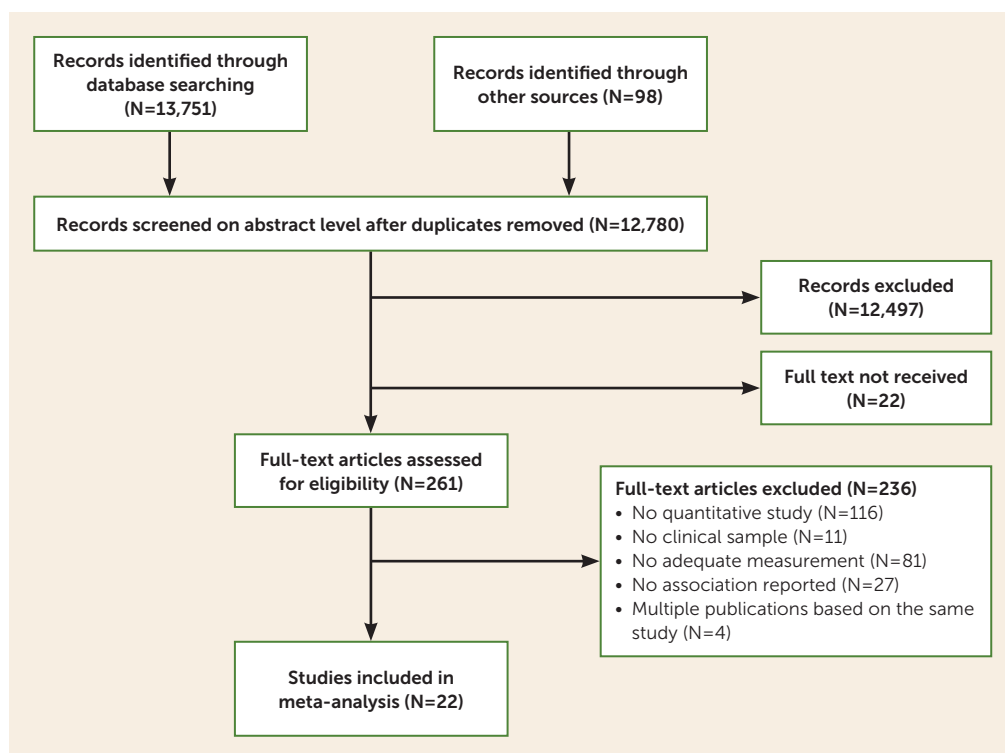 Records identified through
database searching
(N=13,751)
Records identified through
other sources (N=98)
Records screened on abstract level after duplicates removed (N=12,780)
Records excluded
(N=12,497)
Full text not received
(N=22)
Full-text articles assessed
for eligibility (N=261)
Full-text articles excluded (N=236)
• No quantitative study (N=116)
• No clinical sample (N=11)
• No adequate measurement (N=81)
• No association reported (N=27)
• Multiple publications based on the same
study (N=4)
Studies included in
meta-analysis (N=22)